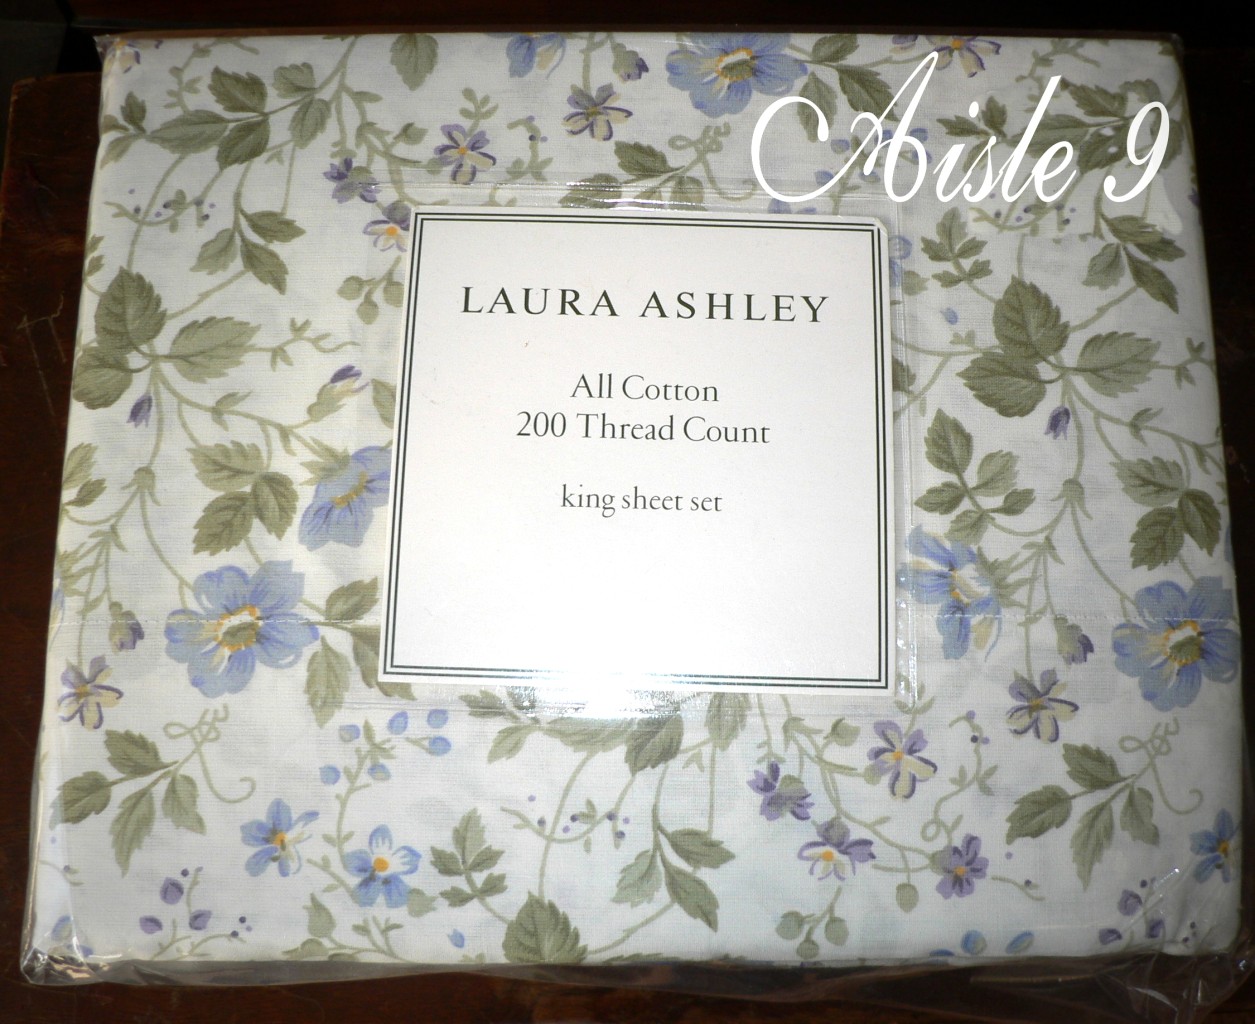 Aisle 9
LAURA ASHLEY
All Cotton
200 Thread Count
king sheet set